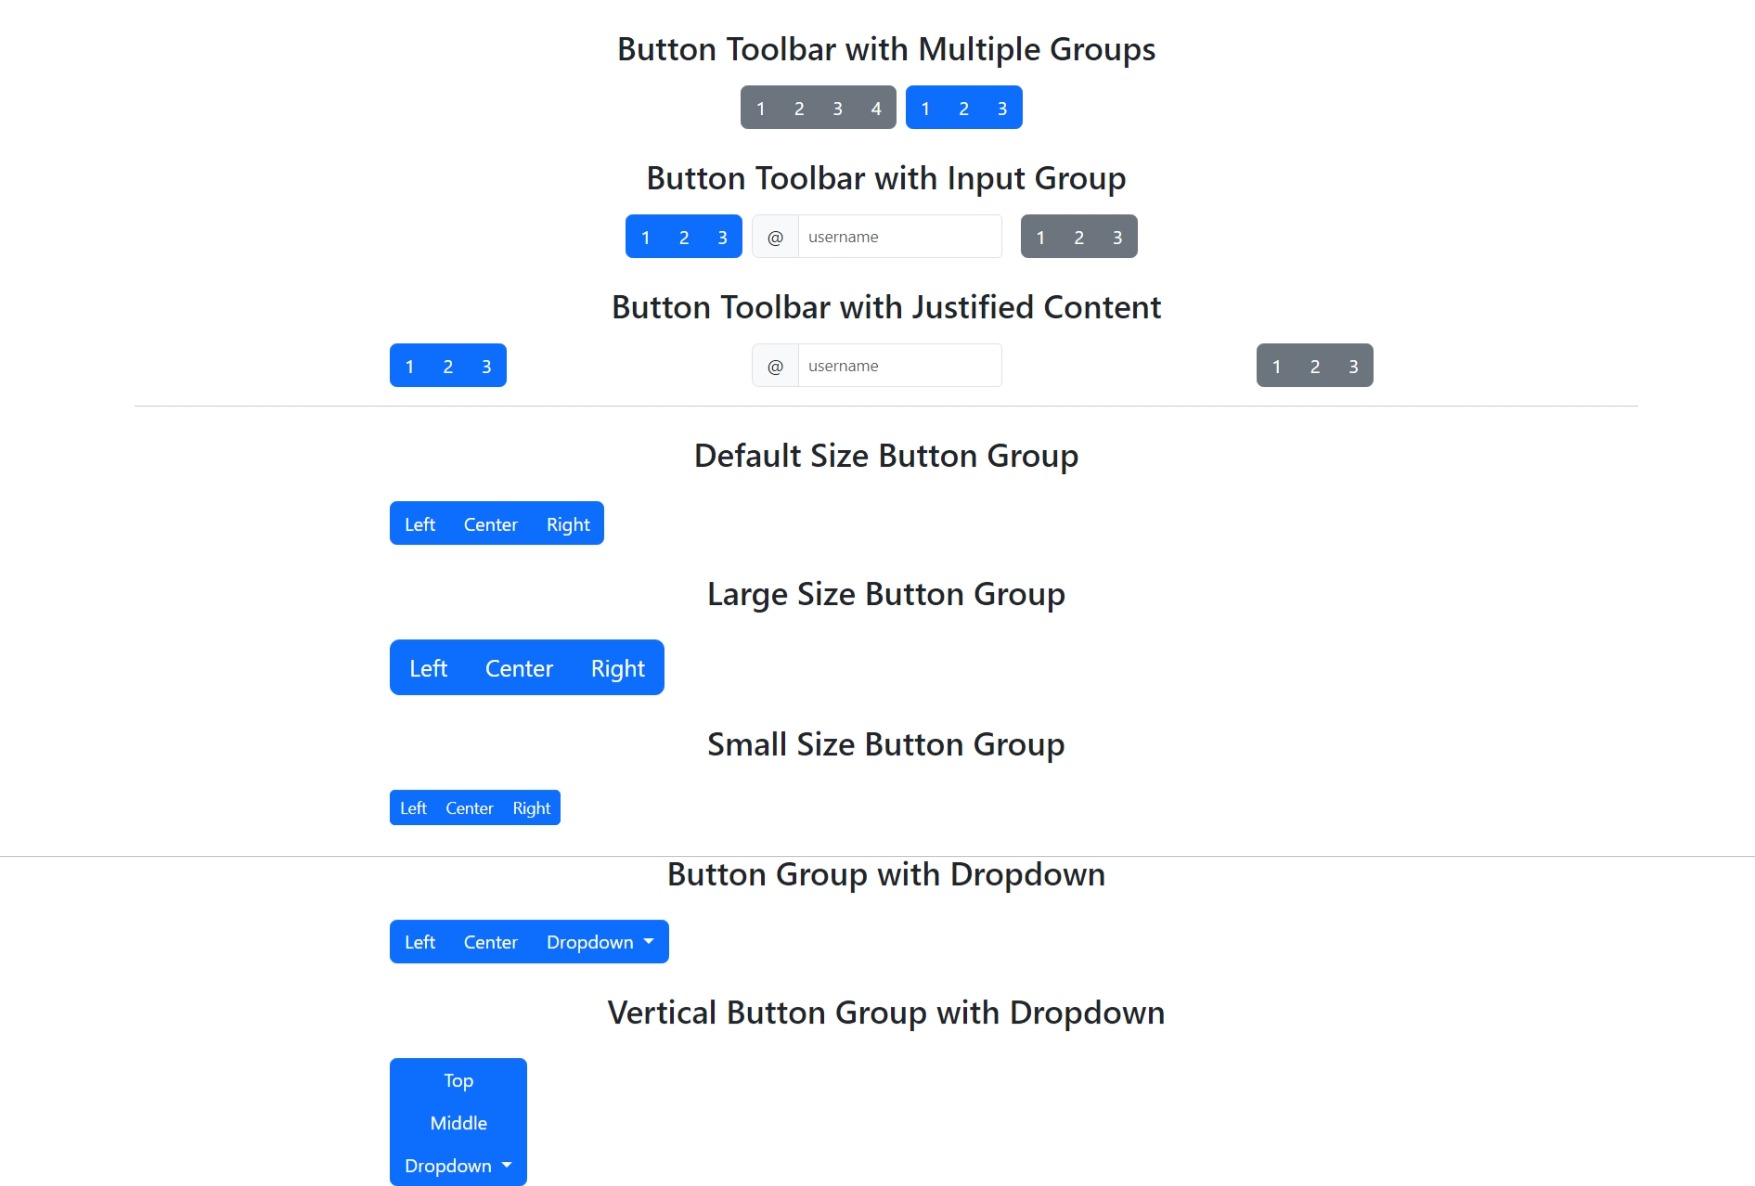 Button Toolbar with Multiple Groups
1 2 3 4 1 2 3
Button Toolbar with Input Group
1 2 3 @ username 1 2 3
Button Toolbar with Justified Content
1 2 3 @ username 1 2 3
Default Size Button Group
Left Center Right
Large Size Button Group
Left Center Right
Small Size Button Group
Left Center Right
Button Group with Dropdown
Left Center Dropdown
Vertical Button Group with Dropdown
Top
Middle
Dropdown